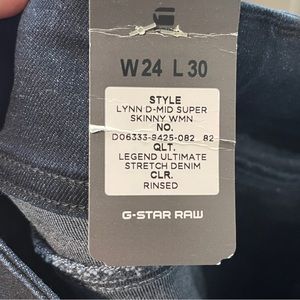 W24 L30
STYLE
LYNN D-MID SUPER
SKINNY WMN
NO.
D06333-9425-082 82
QLT.
LEGEND ULTIMATE
STRETCH DENIM
CLR.
RINSED
G-STAR RAW